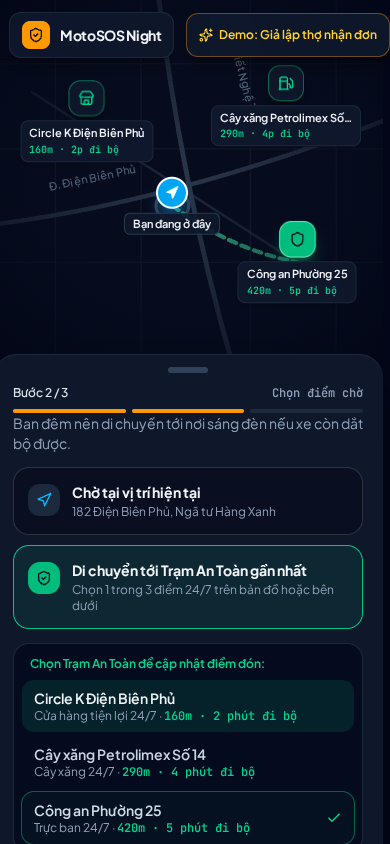 MotoSOS Night
Demo: Giả lập thợ nhận đơn
Circle K Điện Biên Phủ
160m · 2p đi bộ
Cây xăng Petrolimex Số...
290m · 4p đi bộ
Đ. Điện Biên Phủ
Bạn đang ở đây
Công an Phường 25
420m · 5p đi bộ
Bước 2 / 3
Chọn điểm chờ
Ban đêm nên di chuyển tới nơi sáng đèn nếu xe còn dắt
bộ được.
Chờ tại vị trí hiện tại
182 Điện Biên Phủ, Ngã tư Hàng Xanh
Di chuyển tới Trạm An Toàn gần nhất
Chọn 1 trong 3 điểm 24/7 trên bản đồ hoặc bên
dưới
Chọn Trạm An Toàn để cập nhật điểm đón:
Circle K Điện Biên Phủ
Cửa hàng tiện lợi 24/7 · 160m · 2 phút đi bộ
Cây xăng Petrolimex Số 14
Cây xăng 24/7 · 290m · 4 phút đi bộ
Công an Phường 25
Trực ban 24/7 · 420m · 5 phút đi bộ